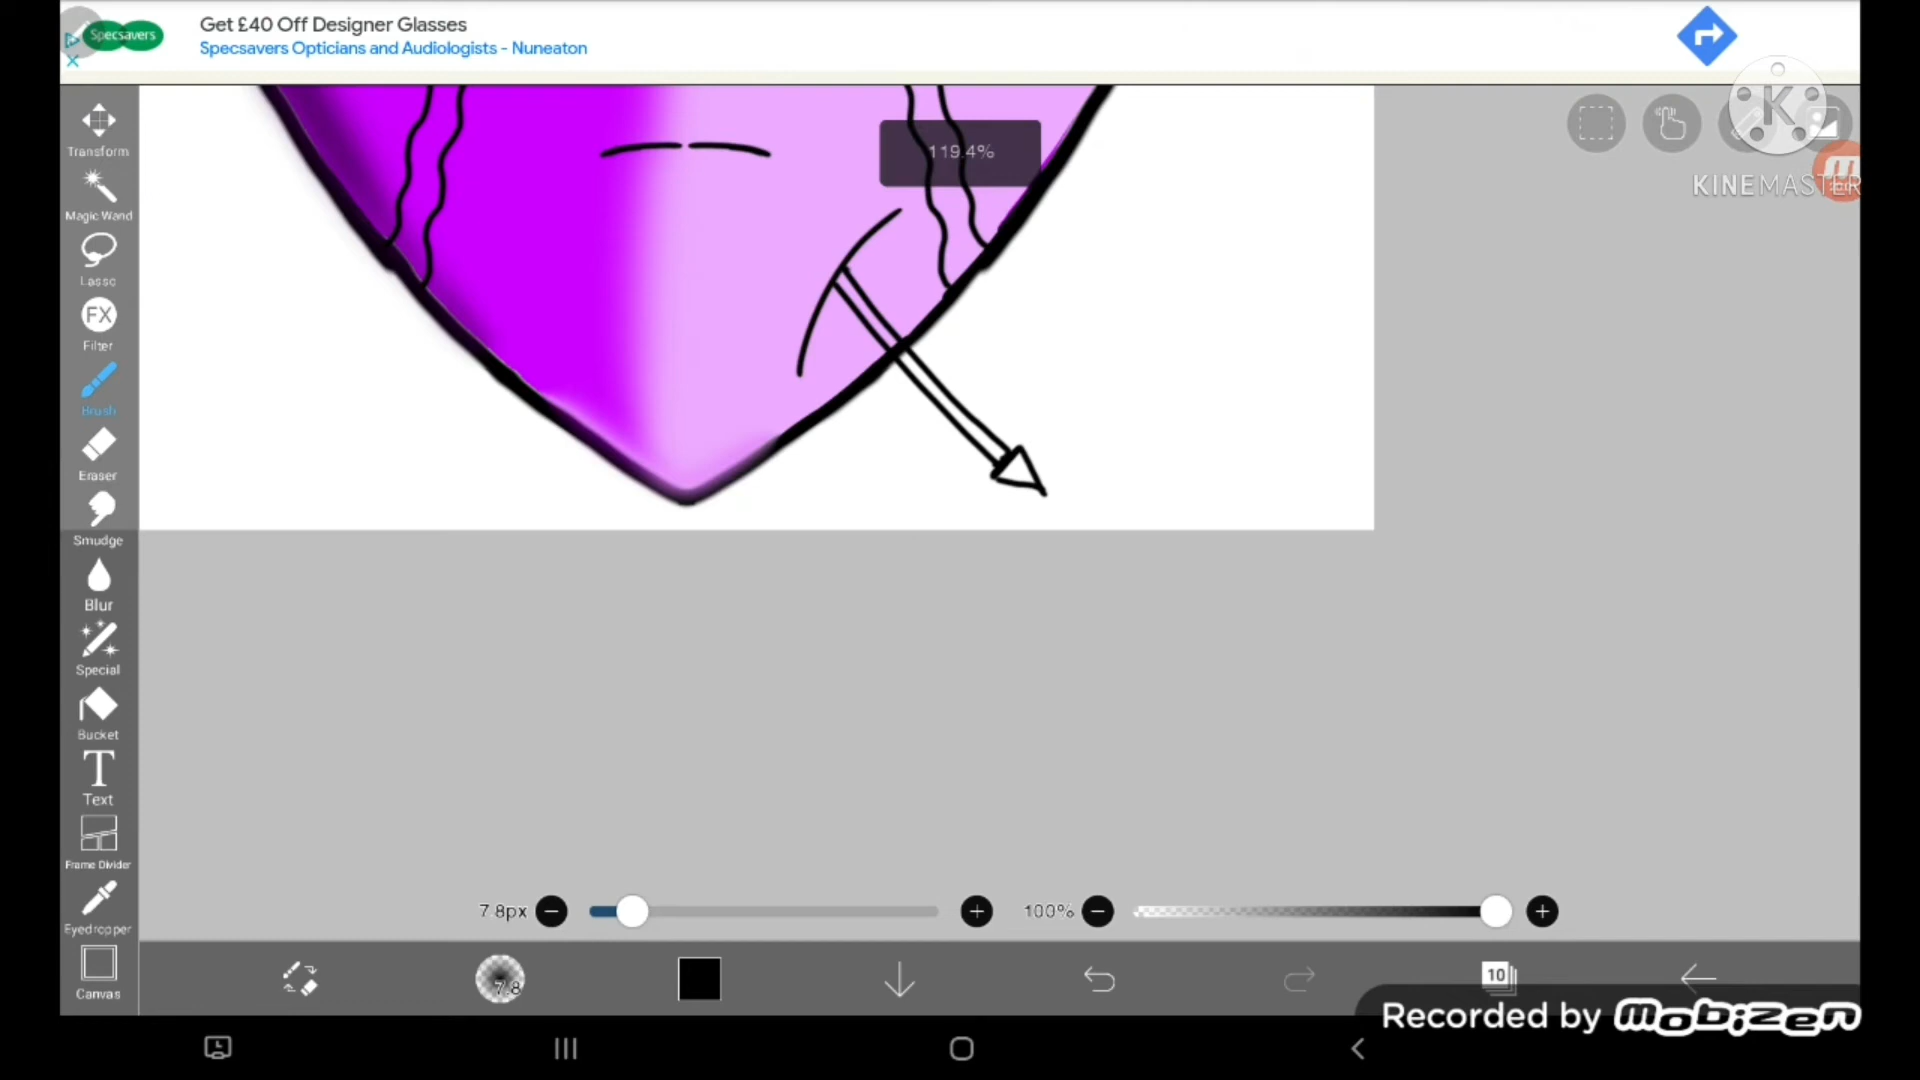 Specsavers
Get £40 Off Designer Glasses
Specsavers Opticians and Audiologists - Nuneaton
K
KINEMASTER
119.4%
Transform
Magic Wand
Lasso
FX
Filter
Brush
Eraser
Smudge
Blur
Special
Bucket
T
Text
Frame Divider
Eyedropper
Canvas
7.8px
100%
7.8
10
Recorded by mobizen